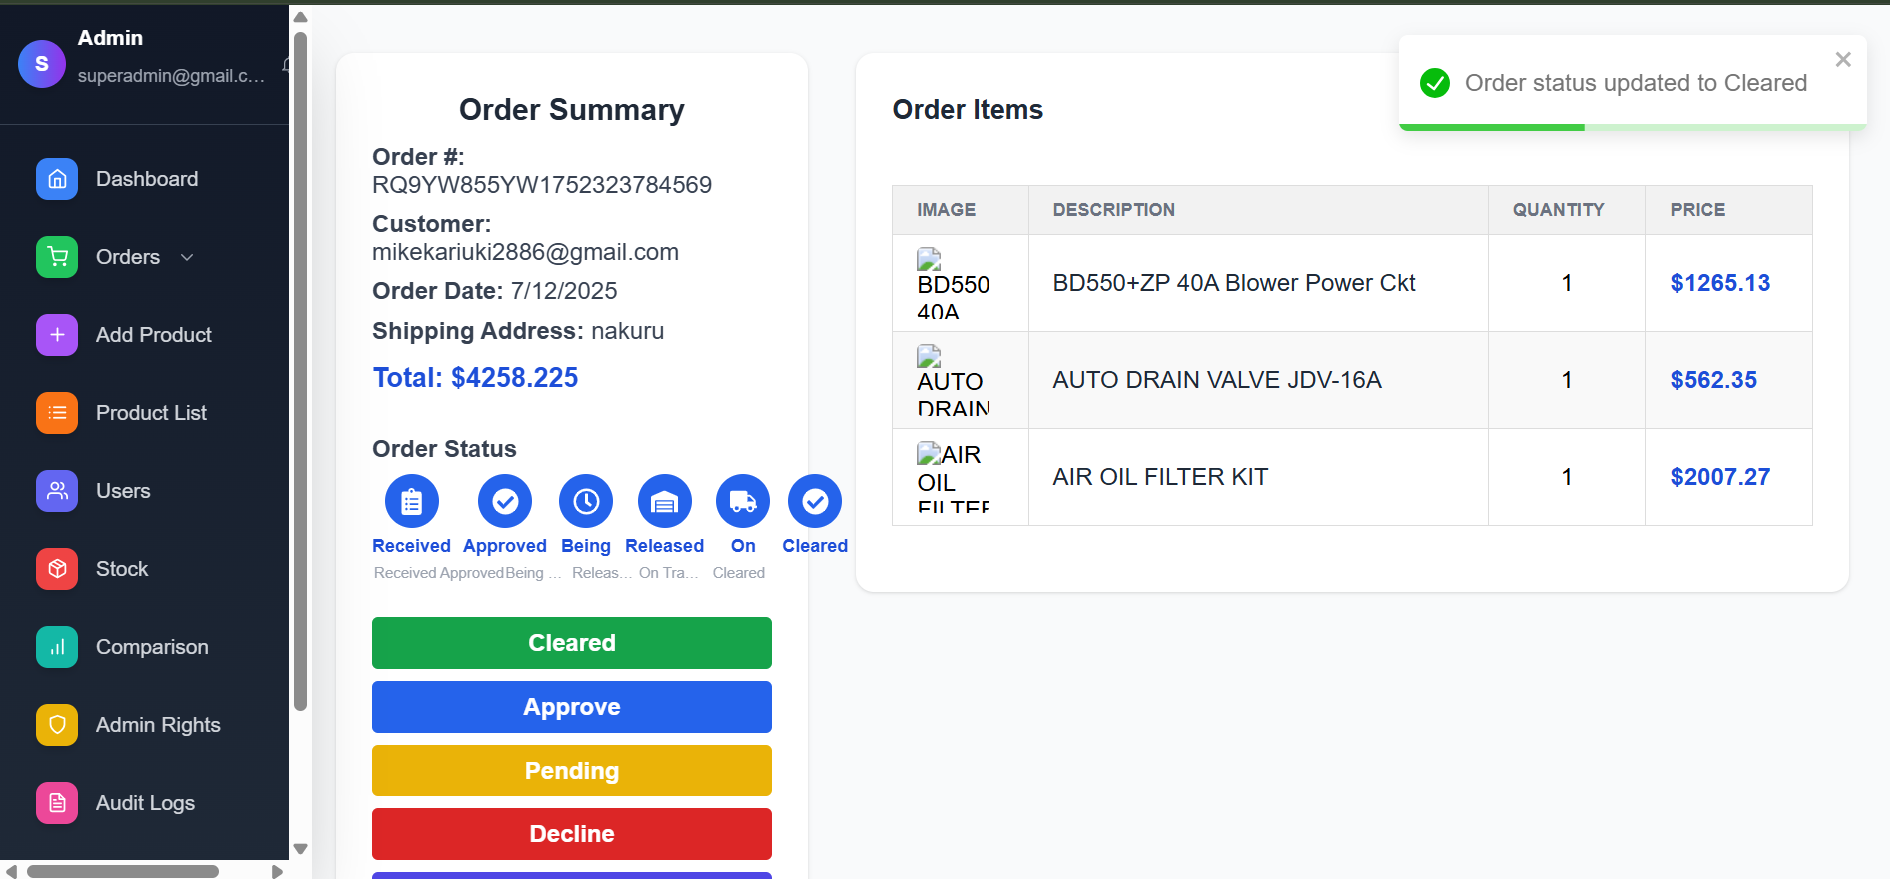 S
Admin
superadmin@gmail.c...
Dashboard
Orders
Add Product
Product List
Users
Stock
Comparison
Admin Rights
Audit Logs
Order Summary
Order #:
RQ9YW855YW1752323784569
Customer:
mikekariuki2886@gmail.com
Order Date: 7/12/2025
Shipping Address: nakuru
Total: $4258.225
Order Status
Received Approved Being Released On Cleared
Received Approved Being ... Releas... On Tra... Cleared
Cleared
Approve
Pending
Decline
Order Items
IMAGE DESCRIPTION QUANTITY PRICE
BD550
40A
BD550+ZP 40A Blower Power Ckt 1 $1265.13
AUTO
DRAIN
AUTO DRAIN VALVE JDV-16A 1 $562.35
AIR
OIL
FILTER
AIR OIL FILTER KIT 1 $2007.27
Order status updated to Cleared